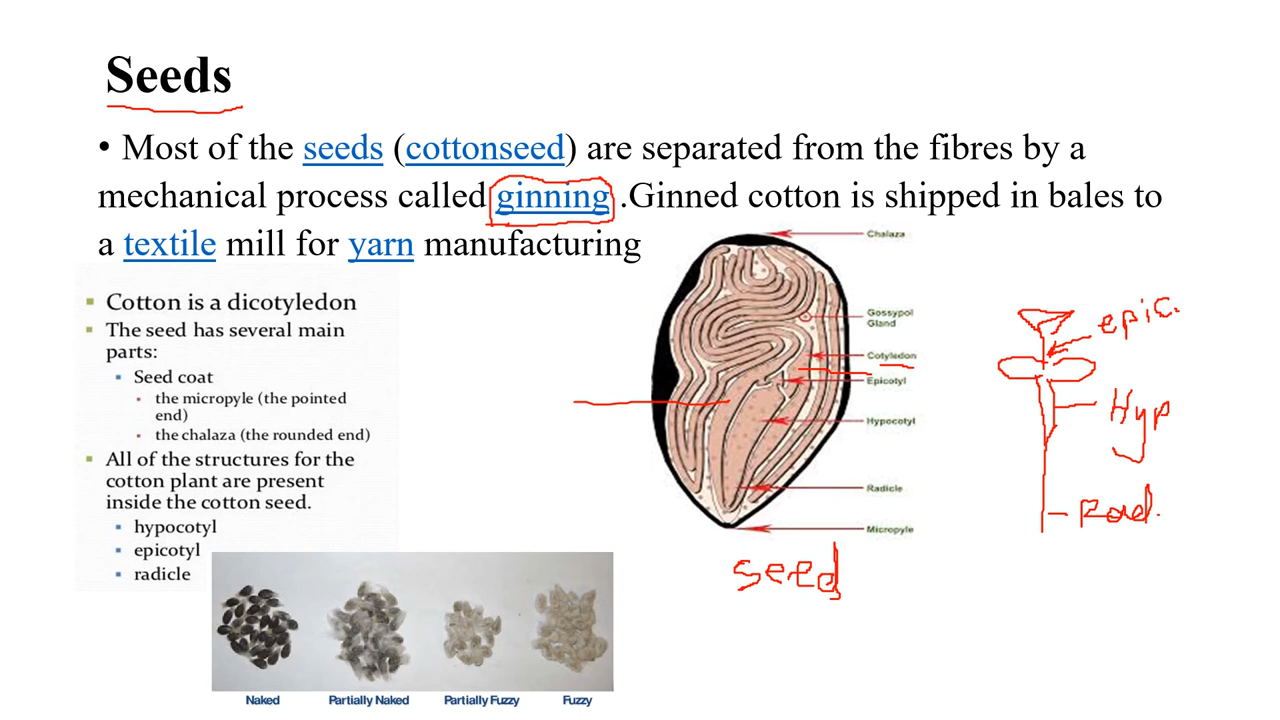 Seeds
• Most of the seeds (cottonseed) are separated from the fibres by a
mechanical process called ginning .Ginned cotton is shipped in bales to
a textile mill for yarn manufacturing
Cotton is a dicotyledon
The seed has several main
parts:
Seed coat
the micropyle (the pointed
end)
the chalaza (the rounded end)
All of the structures for the
cotton plant are present
inside the cotton seed.
hypocotyl
epicotyl
radicle
Chalaza
Gossypol
Gland
Cotyledon
Epicotyl
Hypocotyl
Radicle
Micropyle
seed
epic.
Hyp
Rad.
Naked
Partially Naked
Partially Fuzzy
Fuzzy